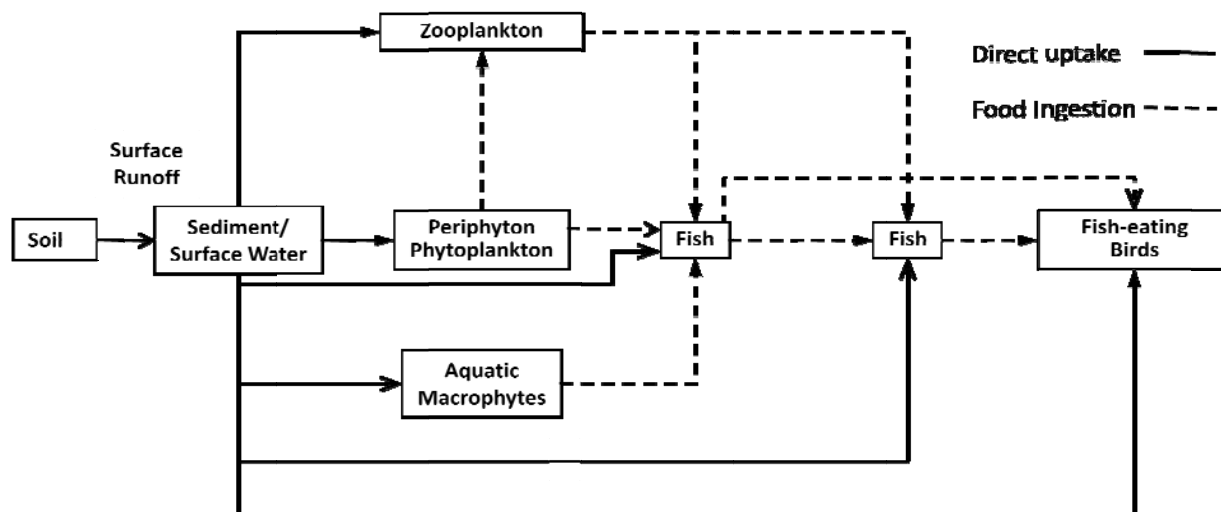 Zooplankton
Direct uptake
Food Ingestion
Surface
Runoff
Soil
Sediment/
Surface Water
Periphyton
Phytoplankton
Fish
Fish
Fish-eating
Birds
Aquatic
Macrophytes